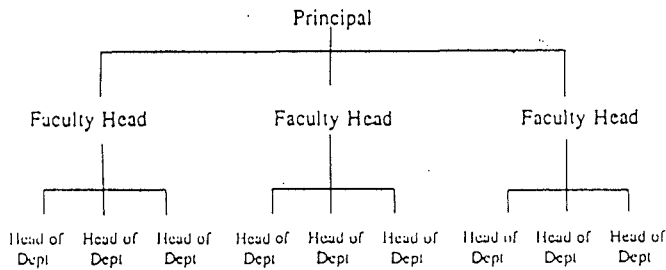 Principal
Faculty Head Faculty Head Faculty Head
Head of Head of Head of Head of Head of Head of Head of Head of Head of
Dept Dept Dept Dept Dept Dept Dept Dept Dept